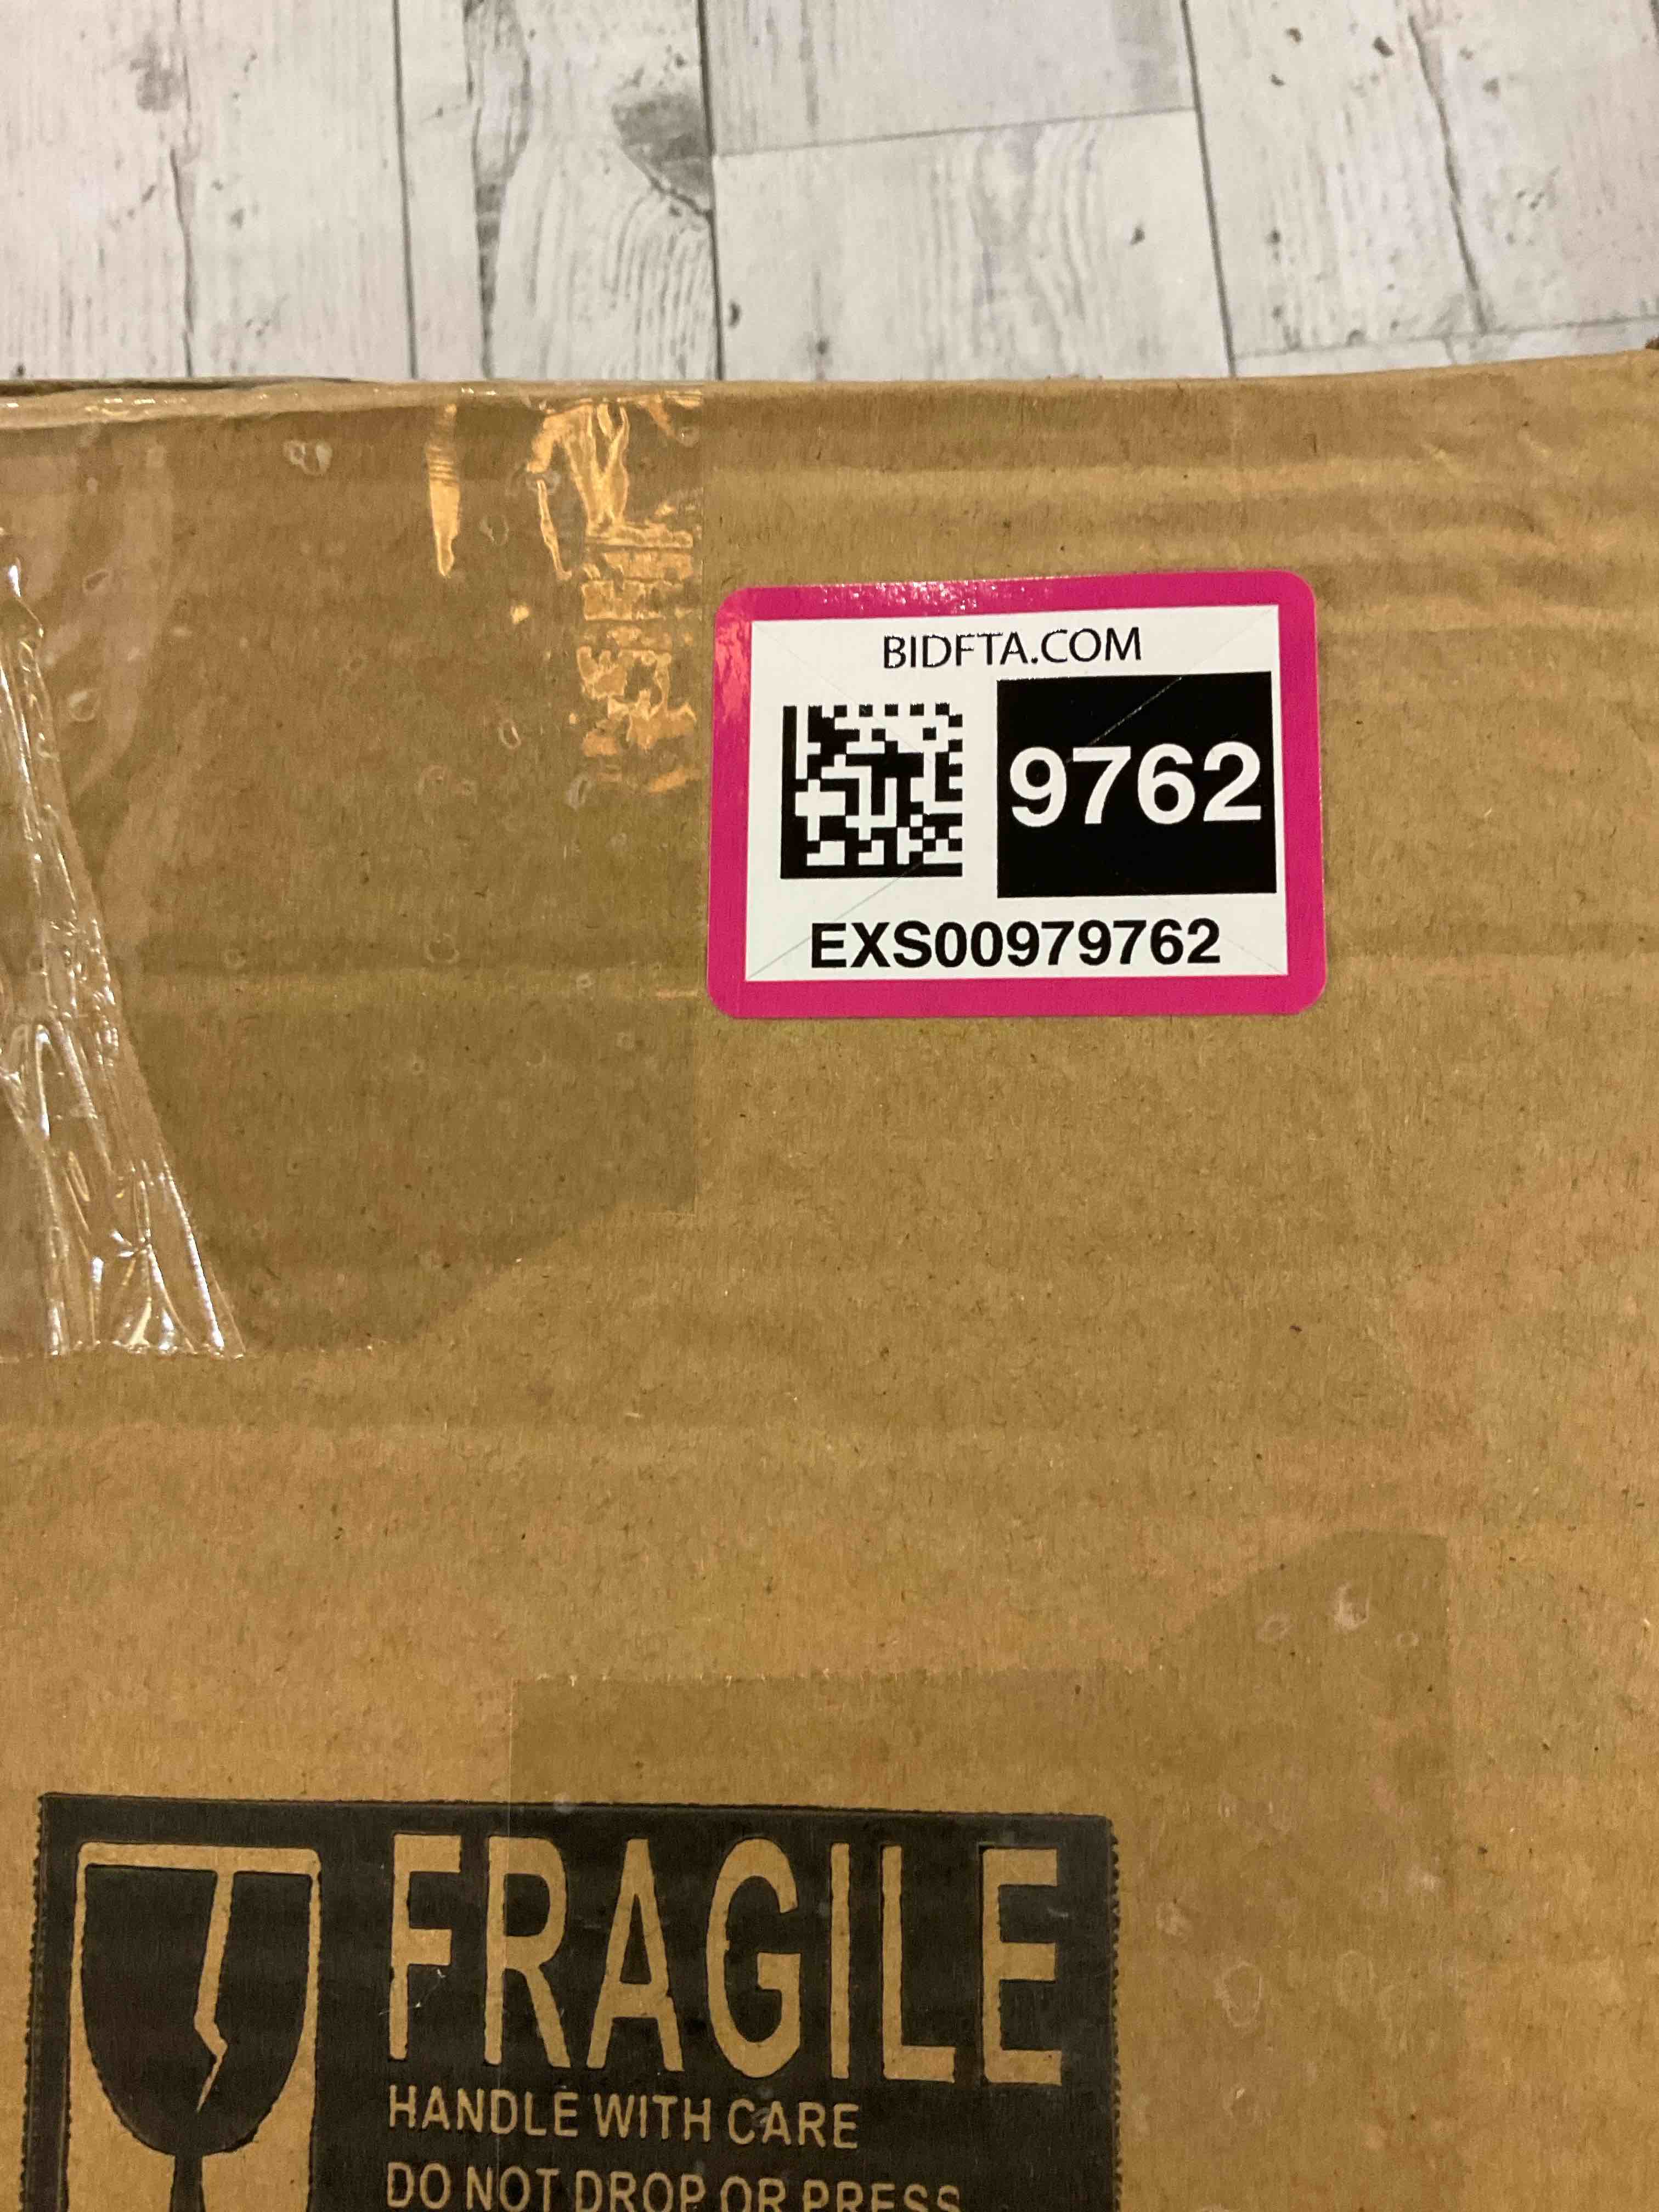 BIDFTA.COM
9762
EXS00979762
FRAGILE
HANDLE WITH CARE
DO NOT DROP OR PRESS